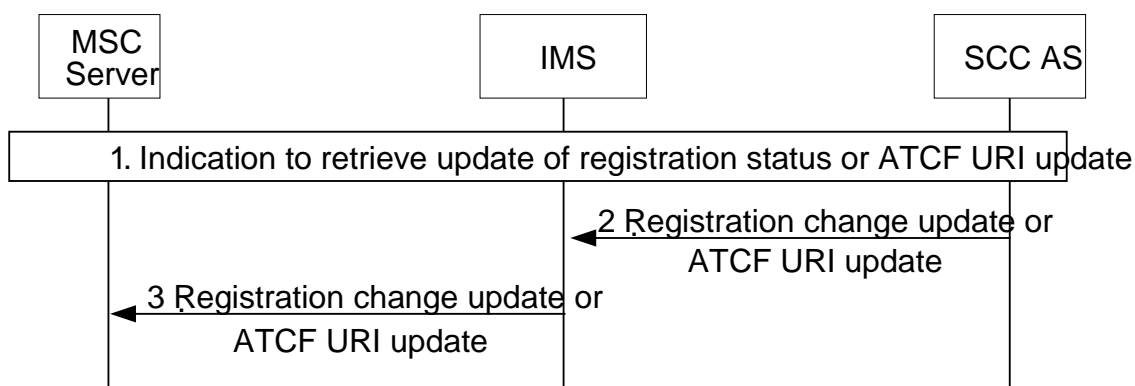 MSC
Server
IMS
SCC AS
1. Indication to retrieve update of registration status or ATCF URI update
2. Registration change update or
ATCF URI update
3. Registration change update or
ATCF URI update